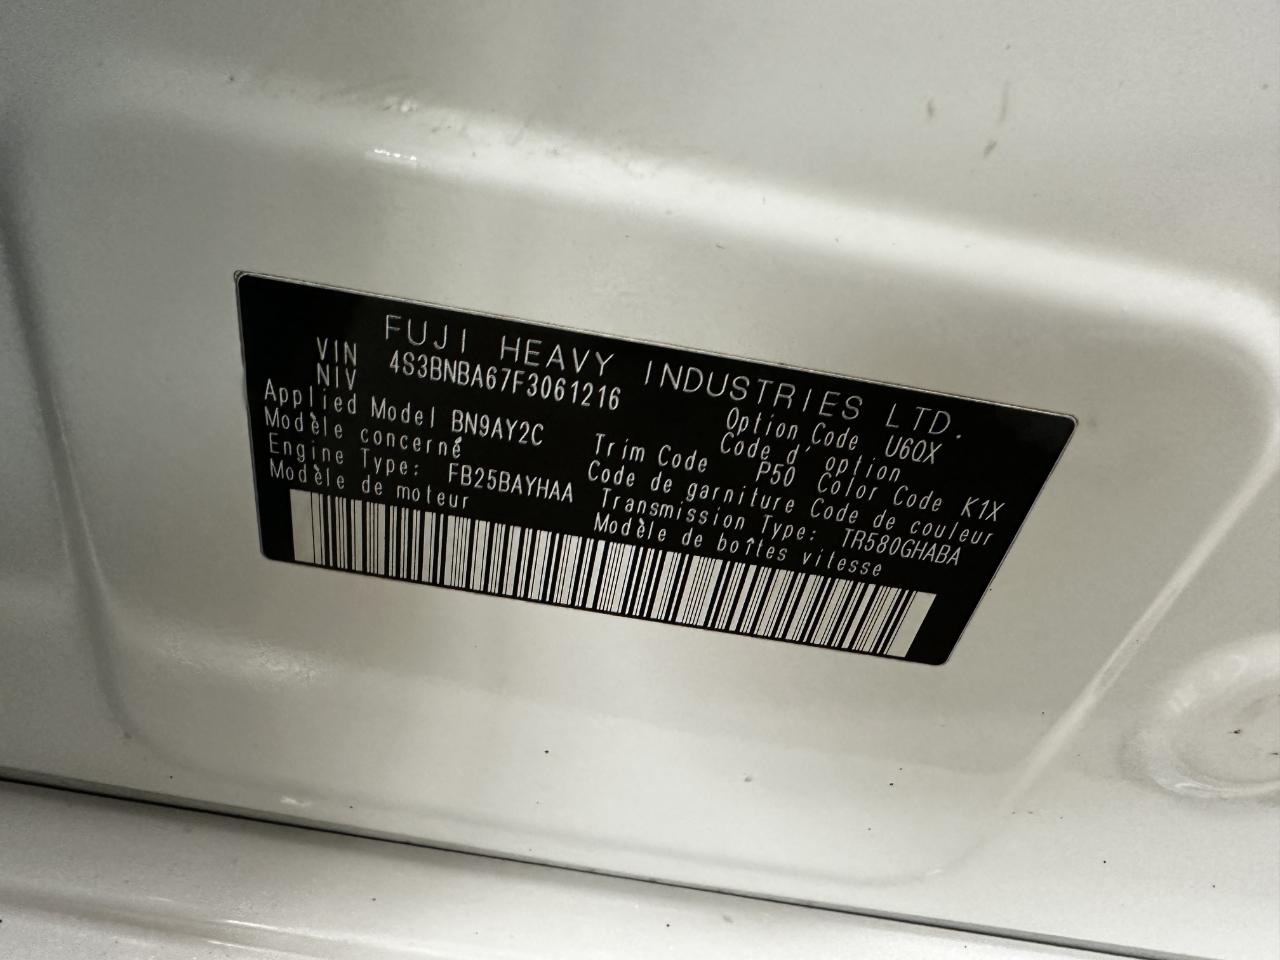 FUJI HEAVY INDUSTRIES LTD.
VIN 4S3BNBA67F3061216
NIV
Option Code U6QX
Code d'option
Applied Model BN9AY2C
Modèle concerné
Trim Code P50 Color Code K1X
Code de garniture Code de couleur
Engine Type: FB25BAYHAA
Modèle de moteur
Transmission Type: TR580GHABA
Modèle de boîtes vitesse